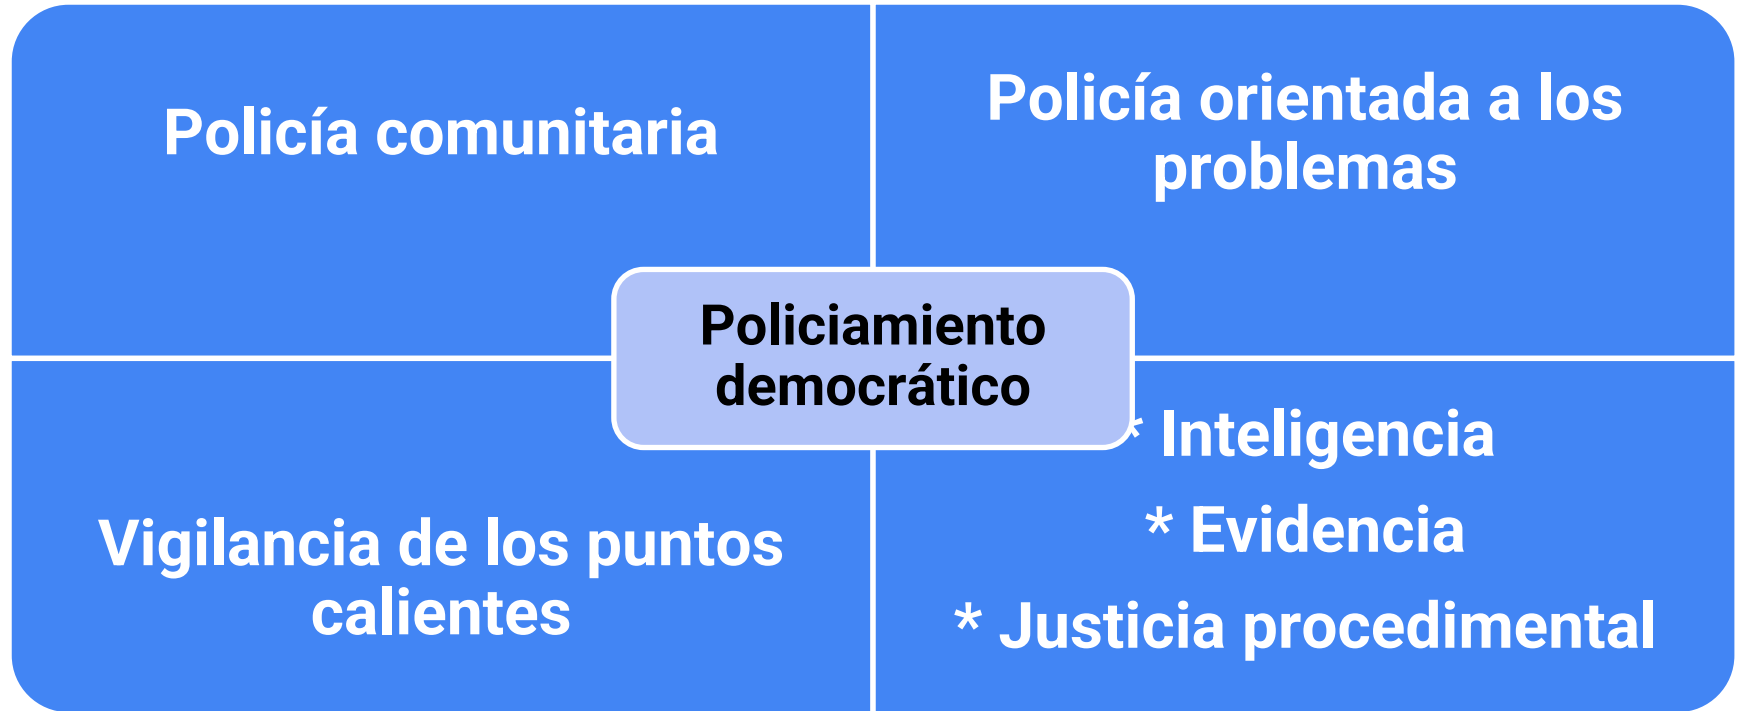 Policía comunitaria
Policía orientada a los
problemas
Policiamiento
democrático
Vigilancia de los puntos
calientes
* Inteligencia
* Evidencia
* Justicia procedimental